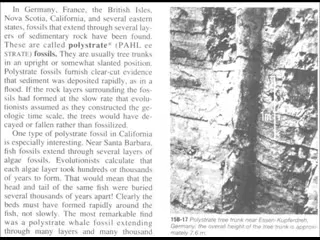 In Germany, France, the British Isles,
Nova Scotia, California, and several eastern
states, fossils that extend through several lay-
ers of sedimentary rock have been found.
These are called polystrate* (PAHL ee
STRATE) fossils. They are usually tree trunks
in an upright or somewhat slanted position.
Polystrate fossils furnish clear-cut evidence
that sediment was deposited rapidly, as in a
flood. If the rock layers surrounding the fos-
sils had formed at the slow rate that evolu-
tionists assumed as they constructed the ge-
ologic time scale, the trees would have de-
cayed or fallen rather than fossilized.
One type of polystrate fossil in California
is especially interesting. Near Santa Barbara,
fish fossils extend through several layers of
algae fossils. Evolutionists calculate that
each algae layer took hundreds or thousands
of years to form. That would mean that the
head and tail of the same fish were buried
several thousands of years apart! Clearly the
beds must have formed rapidly around the
fish, not slowly. The most remarkable find
was a polystrate whale fossil extending
through many layers and many thousand
15B-17 Polystrate tree trunk near Essen-Kupferdreh,
Germany; the overall height of the tree trunk is approxi-
mately 7.6 m.